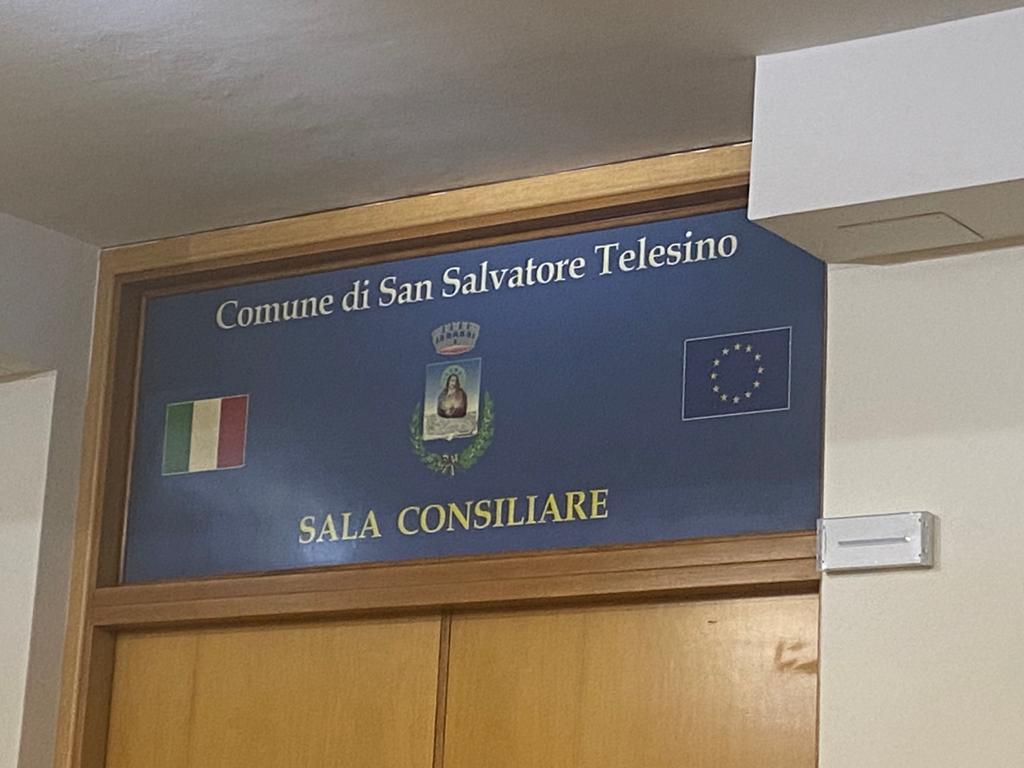 Comune di San Salvatore Telesino
SALA CONSILIARE